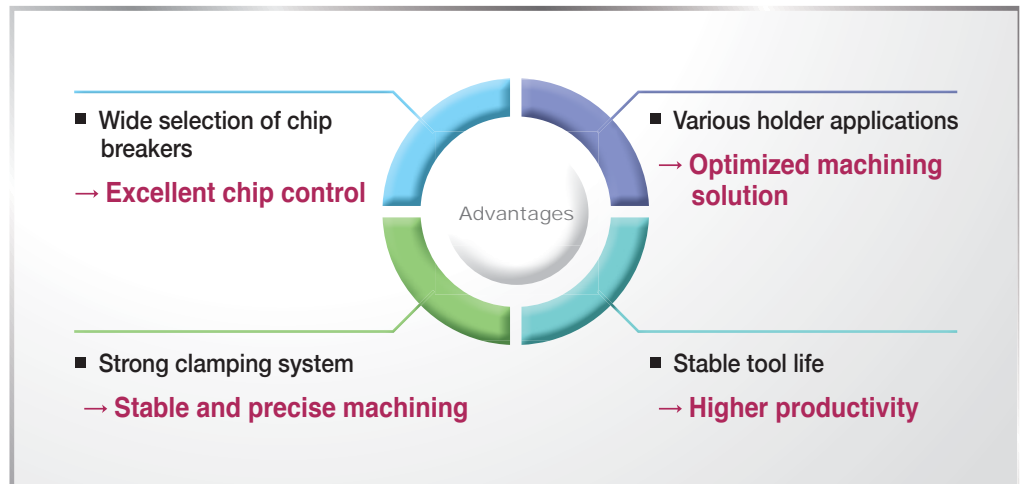 ■ Wide selection of chip
breakers
→ Excellent chip control
■ Various holder applications
→ Optimized machining
solution
Advantages
■ Strong clamping system
→ Stable and precise machining
■ Stable tool life
→ Higher productivity